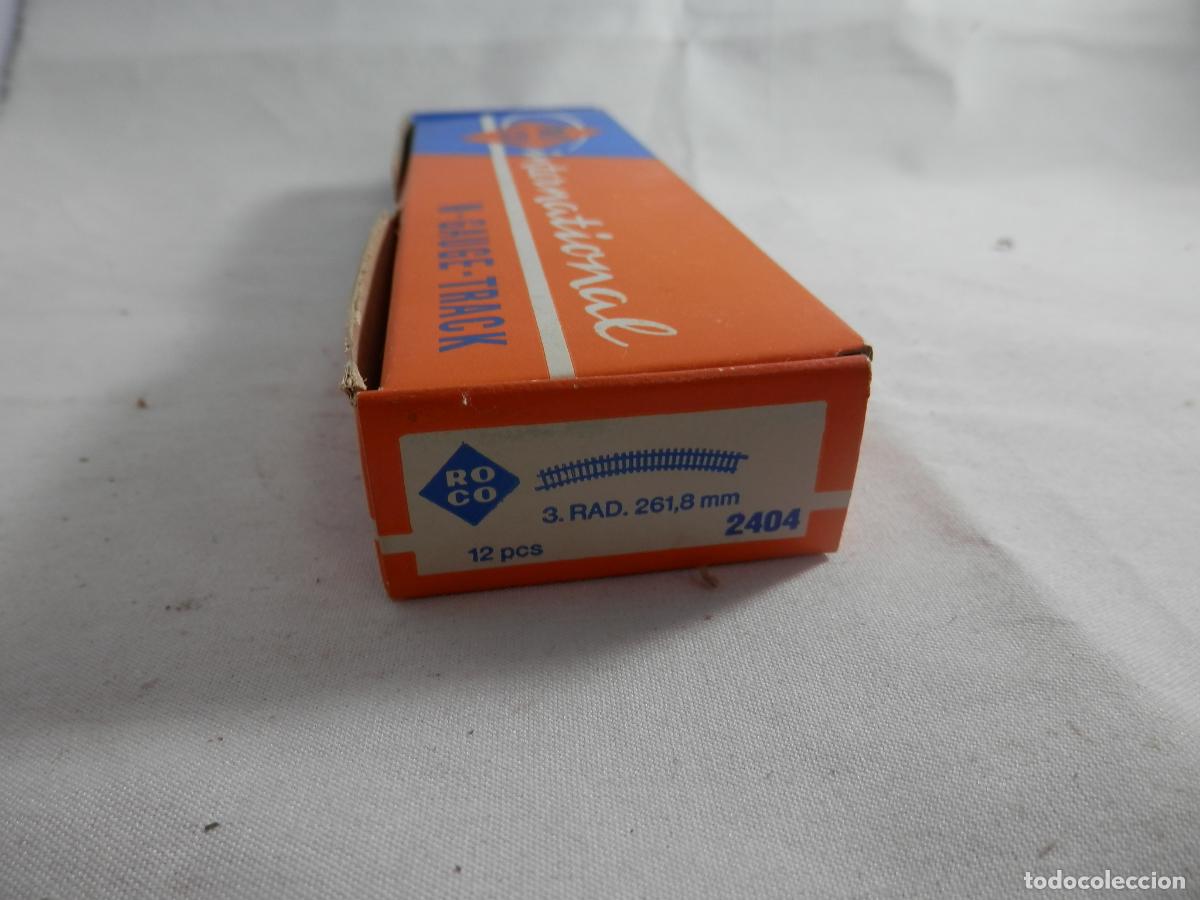 international
N-GAUGE-TRACK
RO
CO
3. RAD. 261,8 mm
12 pcs
2404
todocoleccion